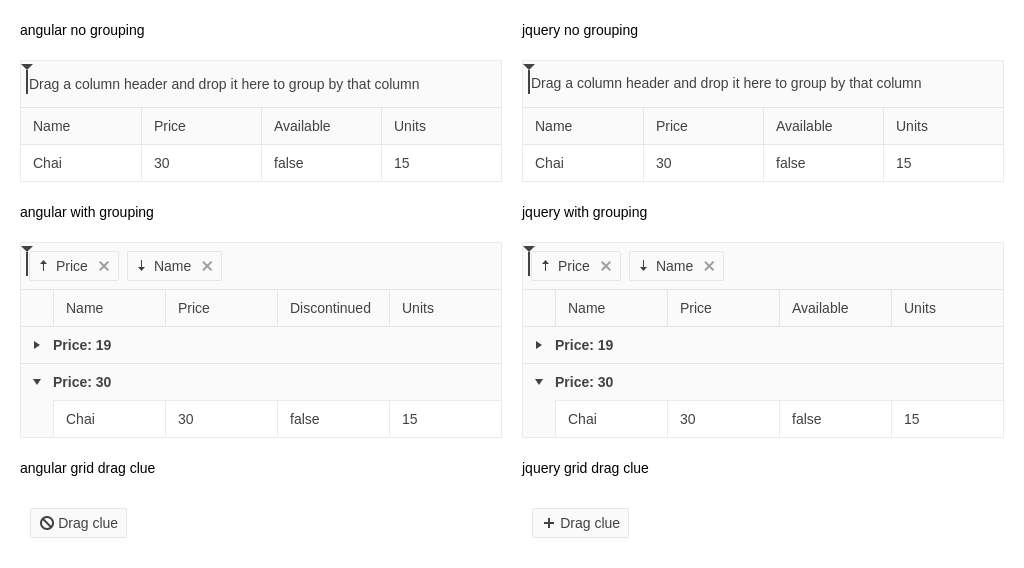 angular no grouping
jquery no grouping
Drag a column header and drop it here to group by that column
Drag a column header and drop it here to group by that column
Name Price Available Units
Name Price Available Units
Chai 30 false 15
Chai 30 false 15
angular with grouping
jquery with grouping
Price Name
Price Name
Name Price Discontinued Units
Name Price Available Units
Price: 19
Price: 19
Price: 30
Price: 30
Chai 30 false 15
Chai 30 false 15
angular grid drag clue
jquery grid drag clue
Drag clue
Drag clue